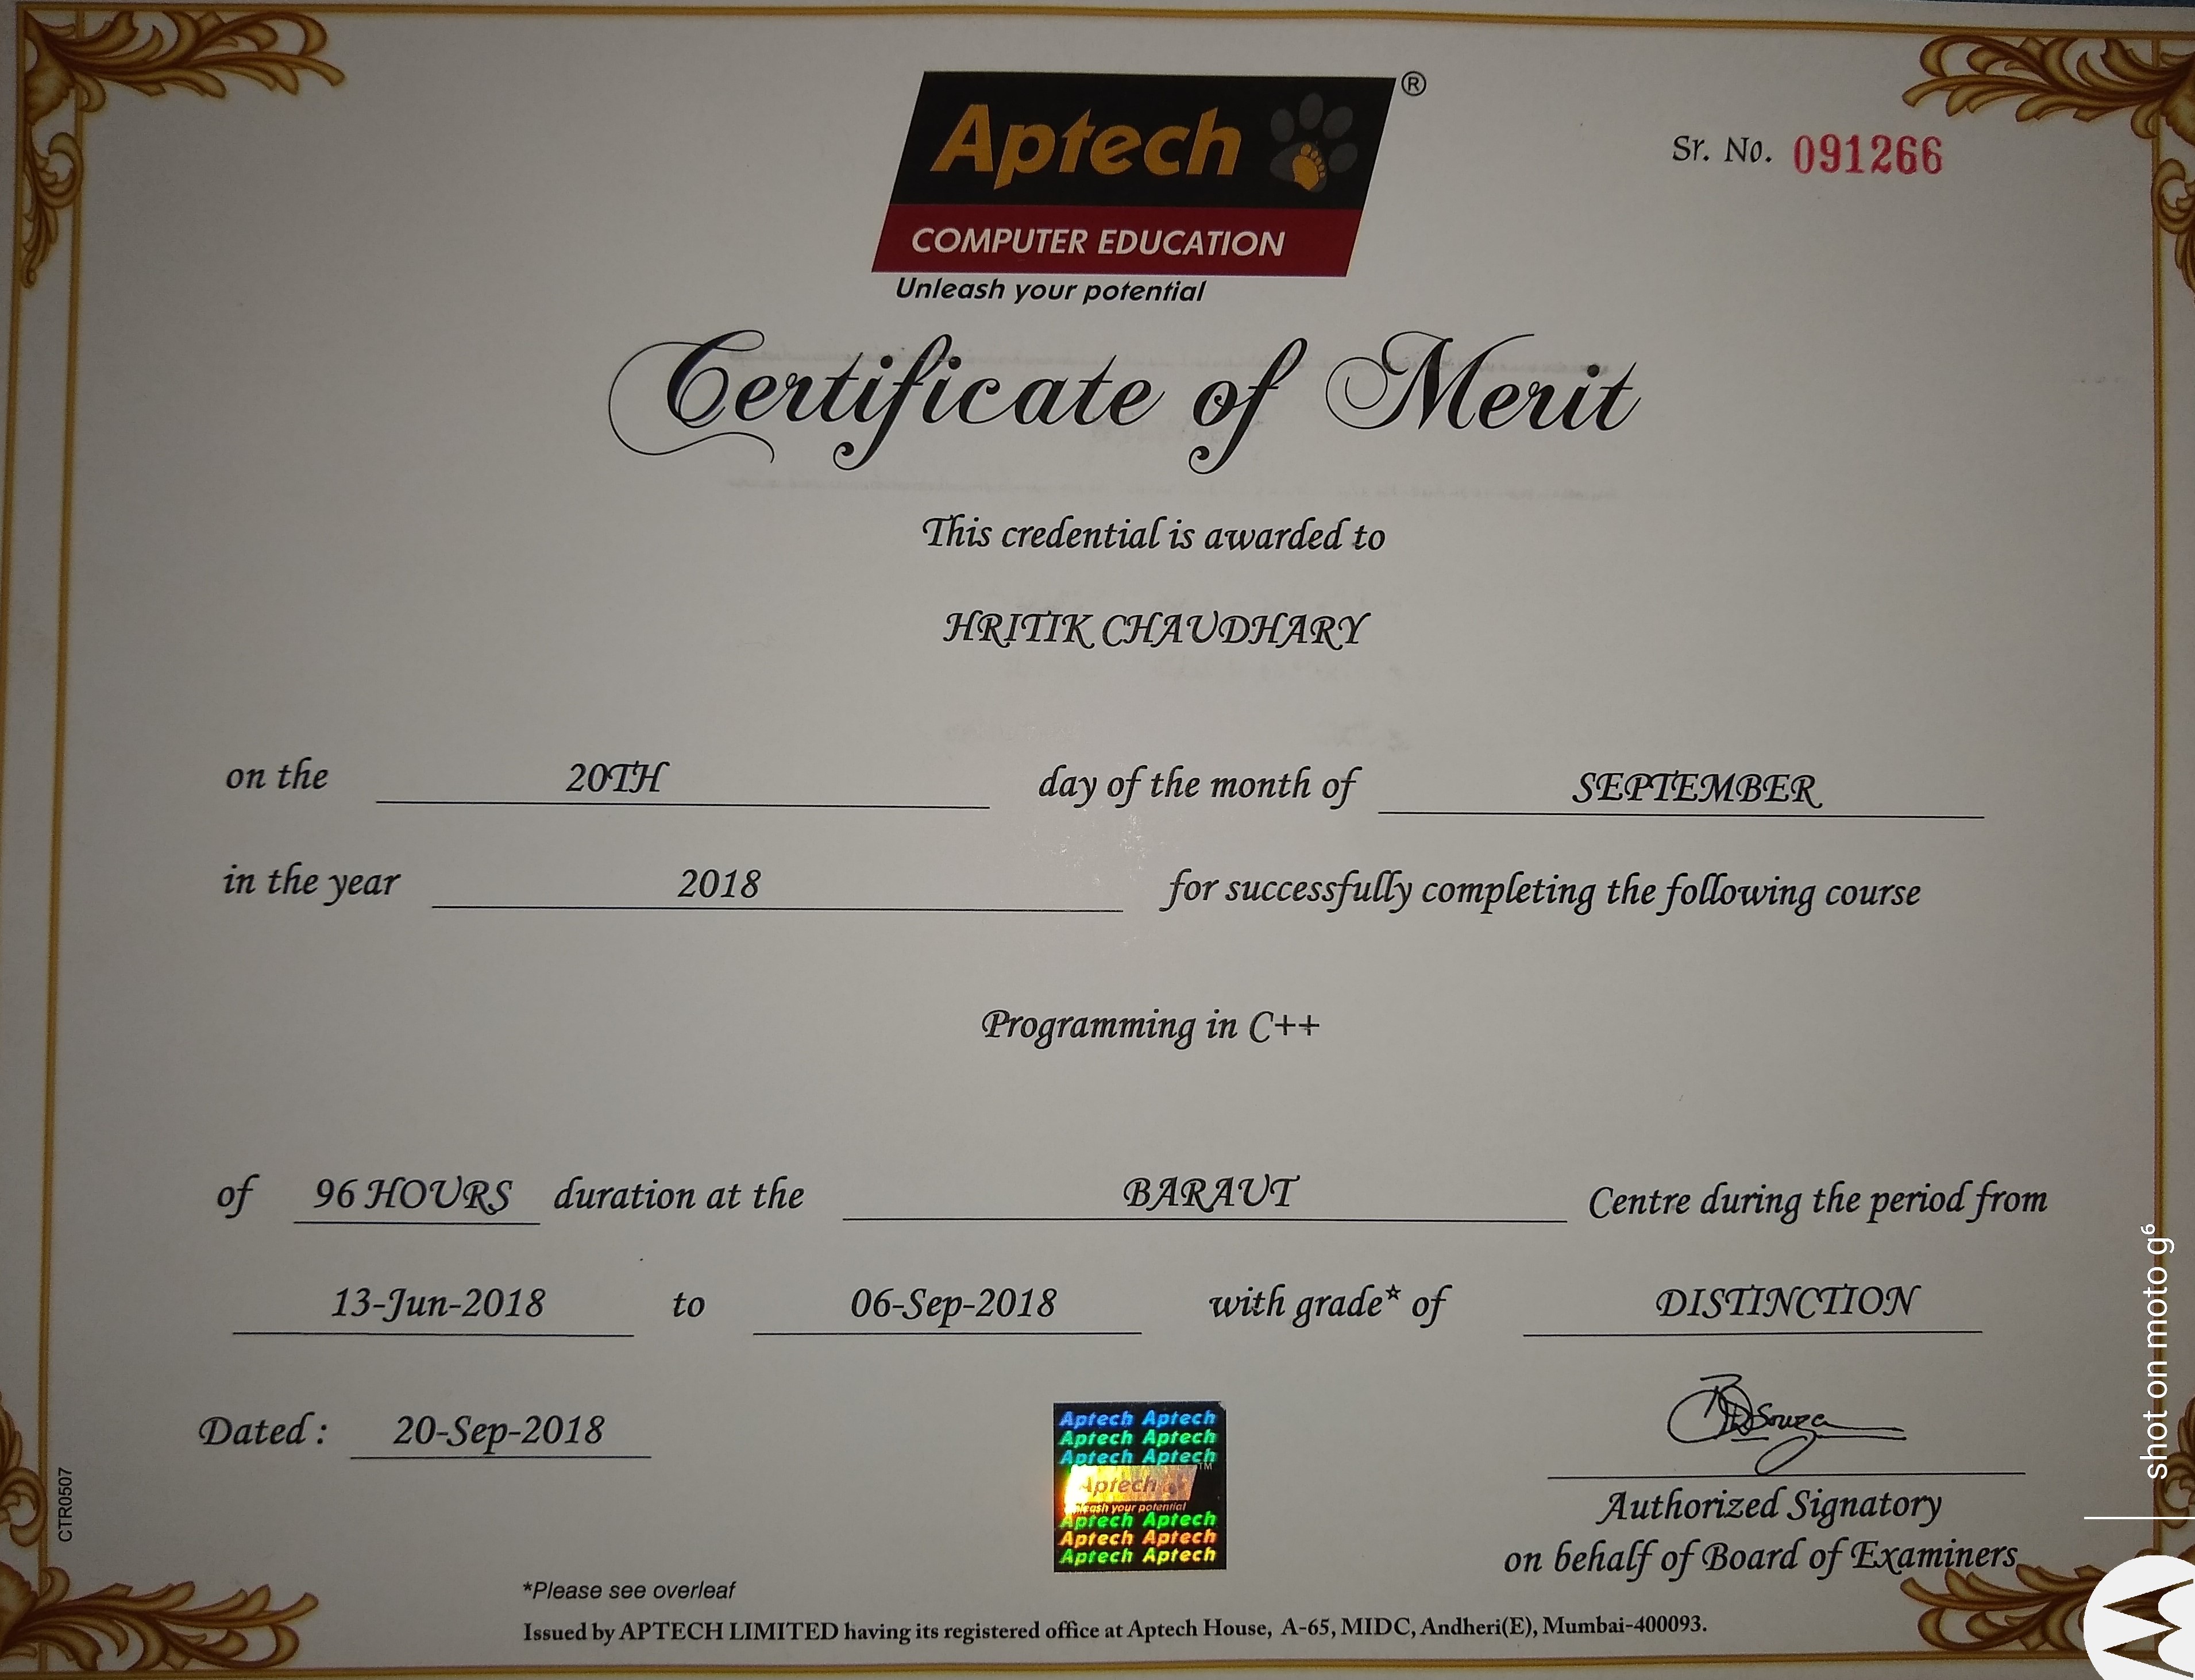 Aptech ®
COMPUTER EDUCATION
Unleash your potential
Sr. No. 091266
Certificate of Merit
This credential is awarded to
HRITIK CHAUDHARY
on the 20TH day of the month of SEPTEMBER
in the year 2018 for successfully completing the following course
Programming in C++
of 96 HOURS duration at the BARAUT Centre during the period from
13-Jun-2018 to 06-Sep-2018 with grade* of DISTINCTION
Dated : 20-Sep-2018
Aptech Aptech
Aptech Aptech
Aptech Aptech
Aptech TM
your potential
Aptech Aptech
Aptech Aptech
Aptech Aptech
Authorized Signatory
on behalf of Board of Examiners
CTR0507
*Please see overleaf
Issued by APTECH LIMITED having its registered office at Aptech House, A-65, MIDC, Andheri(E), Mumbai-400093.
shot on moto g⁶